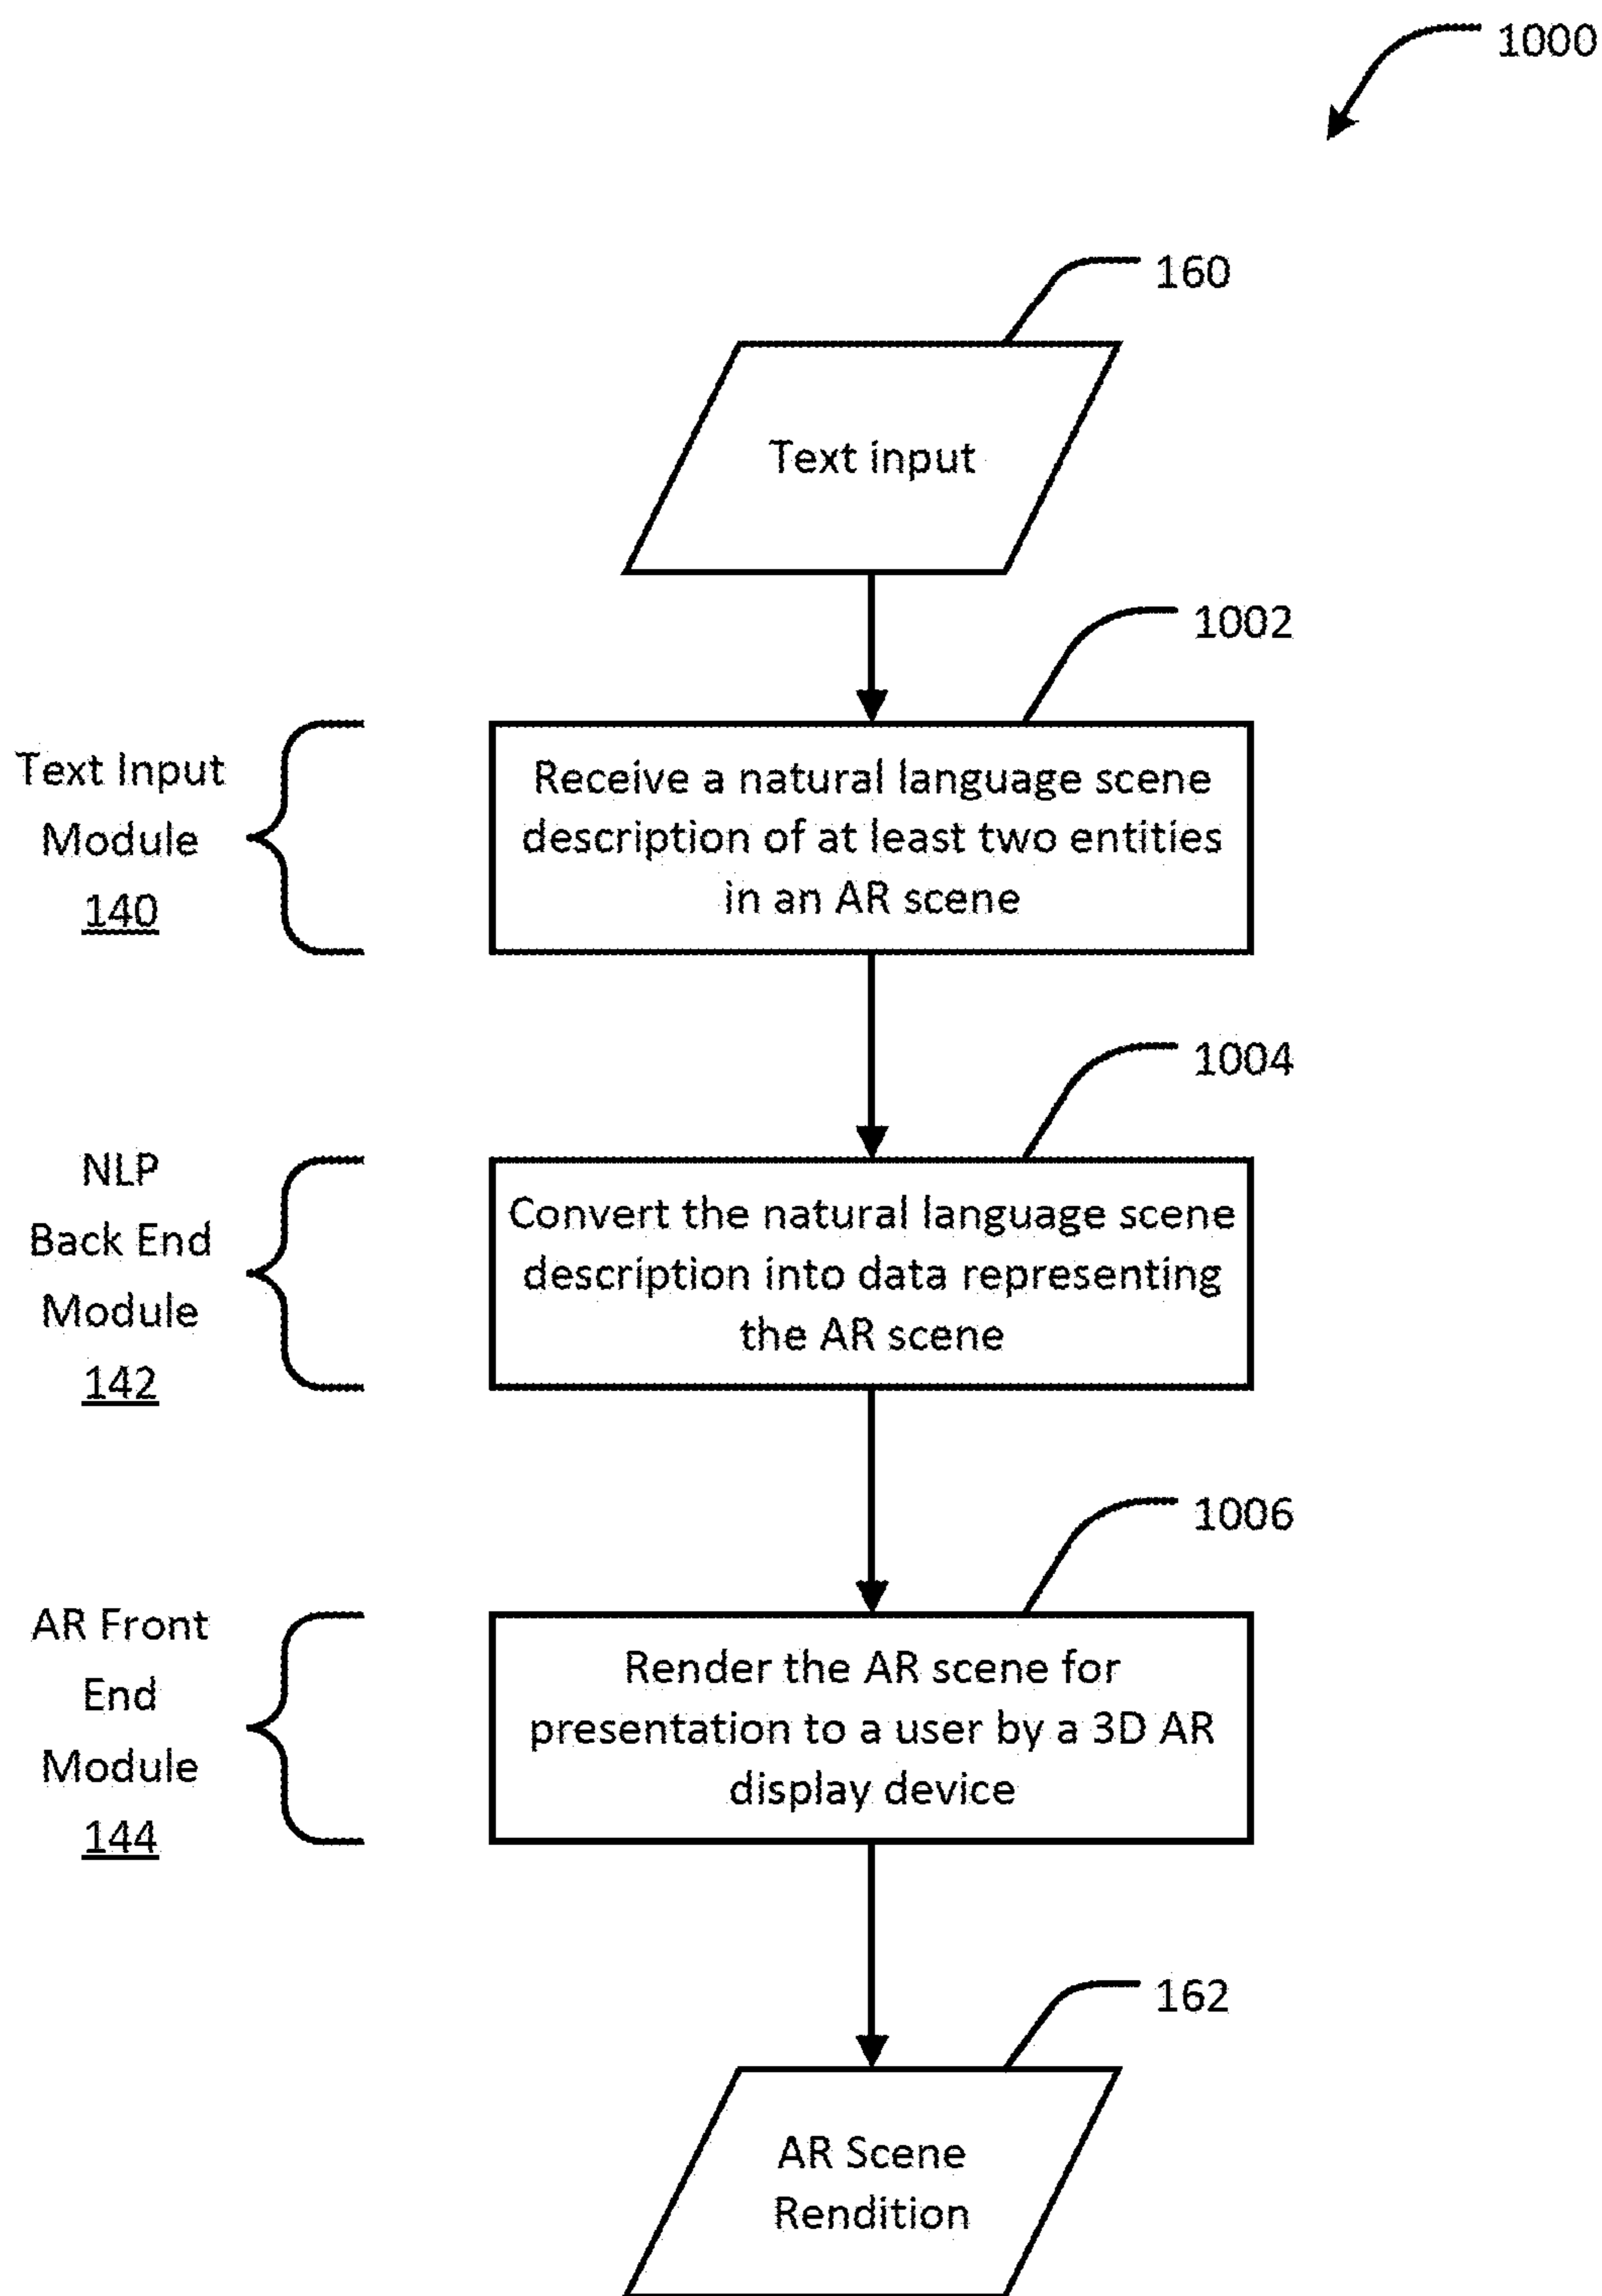 1000
160
Text input
1002
Text Input
Module
140
Receive a natural language scene
description of at least two entities
in an AR scene
1004
NLP
Back End
Module
142
Convert the natural language scene
description into data representing
the AR scene
1006
AR Front
End
Module
144
Render the AR scene for
presentation to a user by a 3D AR
display device
162
AR Scene
Rendition